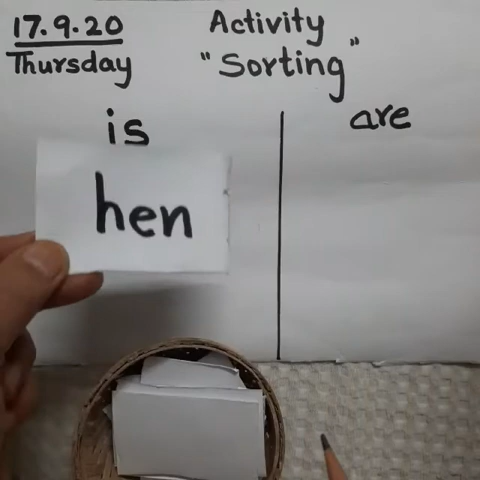 17.9.20
Thursday
Activity
"Sorting"
is
are
hen